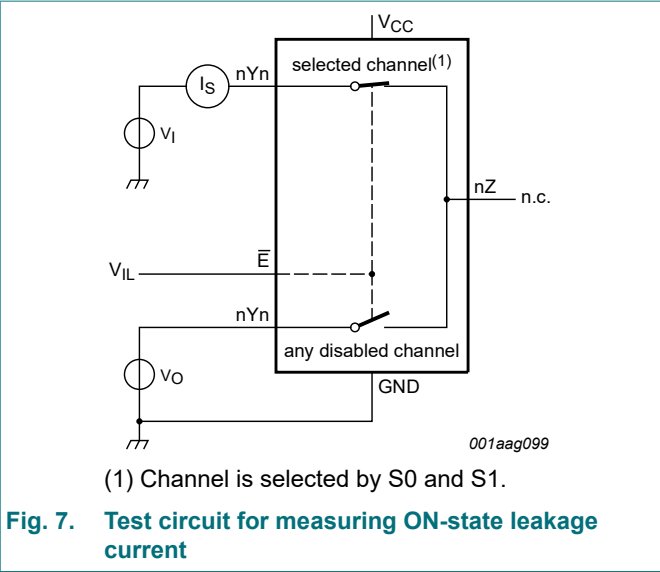 VCC
selected channel(1)
nYn
IS
VI
nZ
n.c.
E
VIL
nYn
any disabled channel
VO
GND
001aag099
(1) Channel is selected by S0 and S1.
Fig. 7. Test circuit for measuring ON-state leakage
current